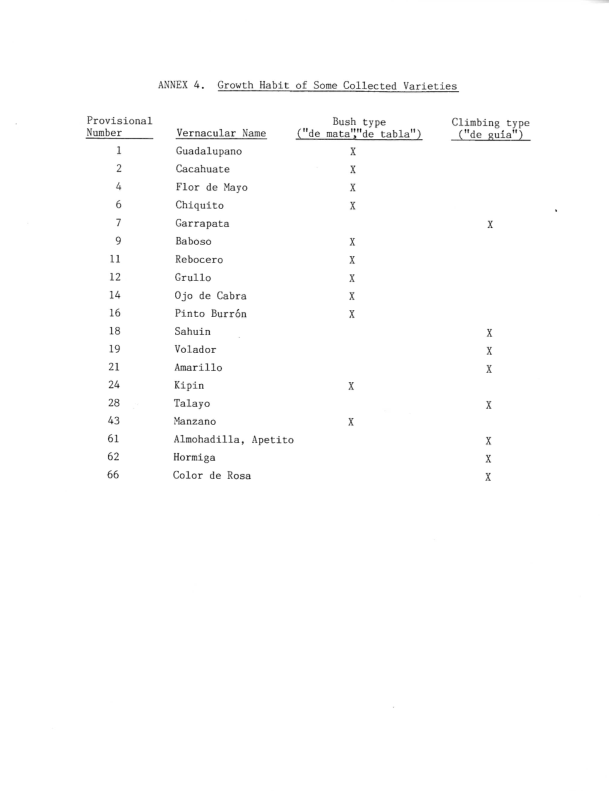 ANNEX 4. Growth Habit of Some Collected Varieties
Provisional Bush type Climbing type
Number Vernacular Name ("de mata","de tabla") ("de guía")
1 Guadalupano X
2 Cacahuate X
4 Flor de Mayo X
6 Chiquito X
7 Garrapata X
9 Baboso X
11 Rebocero X
12 Grullo X
14 Ojo de Cabra X
16 Pinto Burrón X
18 Sahuin X
19 Volador X
21 Amarillo X
24 Kipin X
28 Talayo X
43 Manzano X
61 Almohadilla, Apetito X
62 Hormiga X
66 Color de Rosa X